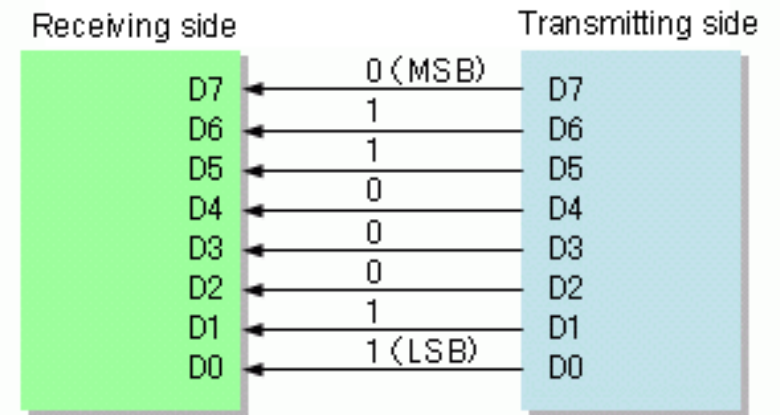 Receiving side Transmitting side
D7 0(MSB) D7
D6 1 D6
D5 1 D5
D4 0 D4
D3 0 D3
D2 0 D2
D1 1 D1
D0 1(LSB) D0